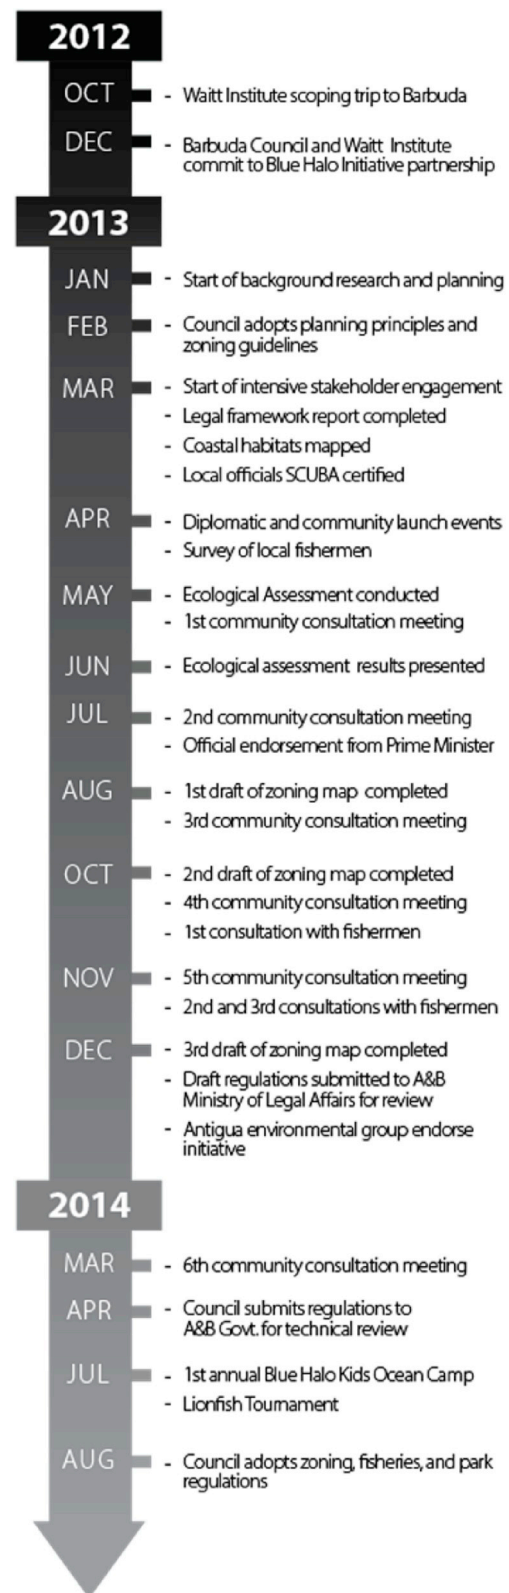 2012
OCT
- Waitt Institute scoping trip to Barbuda
DEC
- Barbuda Council and Waitt Institute
commit to Blue Halo Initiative partnership
2013
JAN
- Start of background research and planning
FEB
- Council adopts planning principles and
zoning guidelines
MAR
- Start of intensive stakeholder engagement
- Legal framework report completed
- Coastal habitats mapped
- Local officials SCUBA certified
APR
- Diplomatic and community launch events
- Survey of local fishermen
MAY
- Ecological Assessment conducted
- 1st community consultation meeting
JUN
- Ecological assessment results presented
JUL
- 2nd community consultation meeting
- Official endorsement from Prime Minister
AUG
- 1st draft of zoning map completed
- 3rd community consultation meeting
OCT
- 2nd draft of zoning map completed
- 4th community consultation meeting
- 1st consultation with fishermen
NOV
- 5th community consultation meeting
- 2nd and 3rd consultations with fishermen
DEC
- 3rd draft of zoning map completed
- Draft regulations submitted to A&B
Ministry of Legal Affairs for review
- Antigua environmental group endorse
initiative
2014
MAR
- 6th community consultation meeting
APR
- Council submits regulations to
A&B Govt. for technical review
JUL
- 1st annual Blue Halo Kids Ocean Camp
- Lionfish Tournament
AUG
- Council adopts zoning, fisheries, and park
regulations